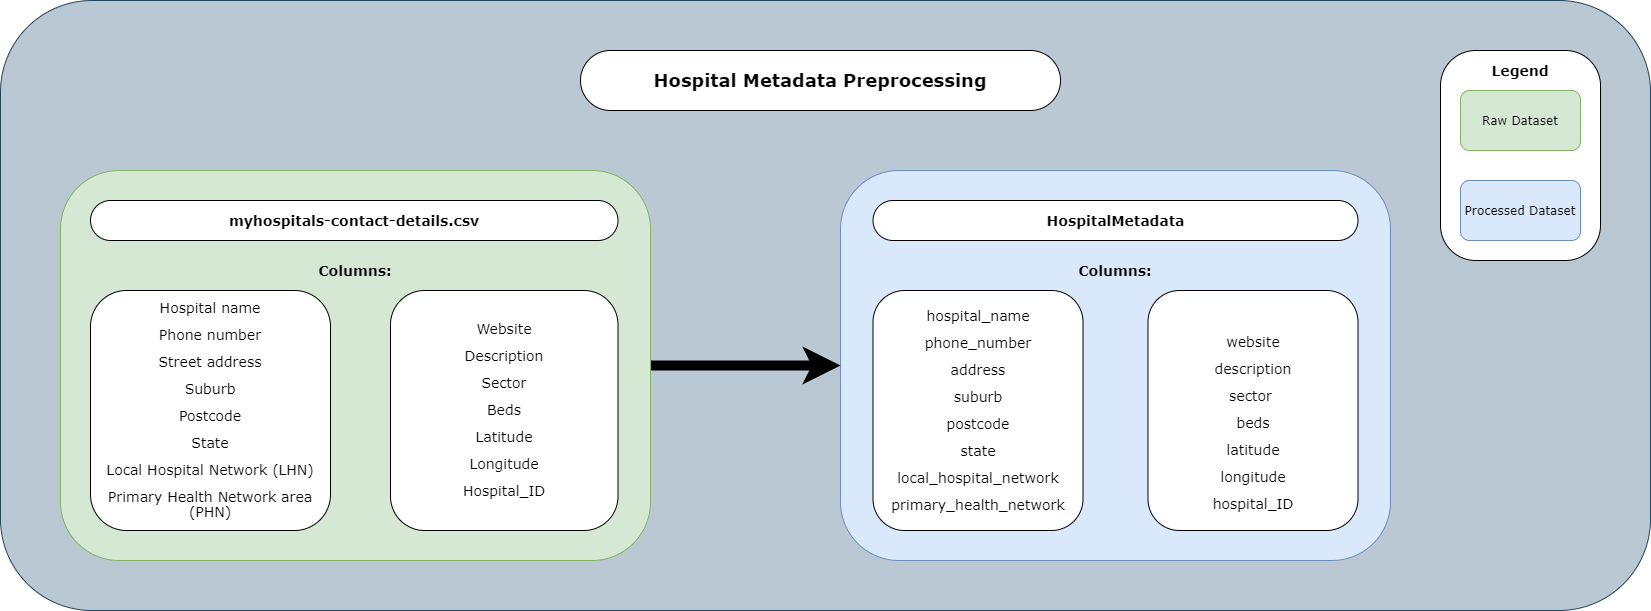 Hospital Metadata Preprocessing
Legend
Raw Dataset
Processed Dataset
myhospitals-contact-details.csv
Columns:
Hospital name
Phone number
Street address
Suburb
Postcode
State
Local Hospital Network (LHN)
Primary Health Network area
(PHN)
Website
Description
Sector
Beds
Latitude
Longitude
Hospital_ID
HospitalMetadata
Columns:
hospital_name
phone_number
address
suburb
postcode
state
local_hospital_network
primary_health_network
website
description
sector
beds
latitude
longitude
hospital_ID